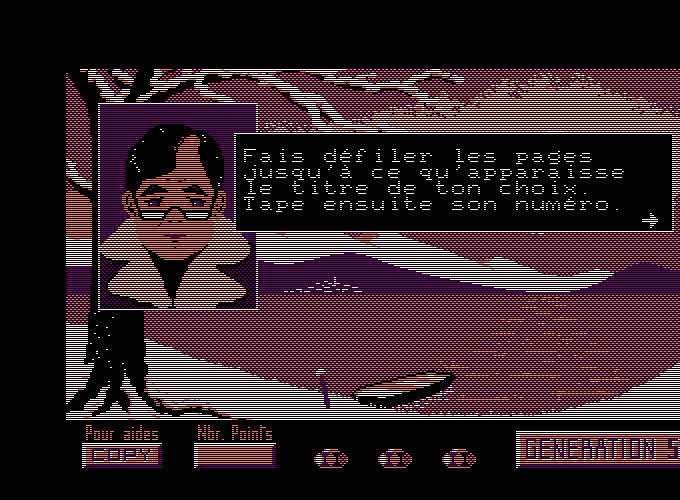 Fais défiler les pages
jusqu'à ce qu'apparaisse
le titre de ton choix.
Tape ensuite son numéro.
Pour aides
Nbr. Points
COPY
GENERATION 5